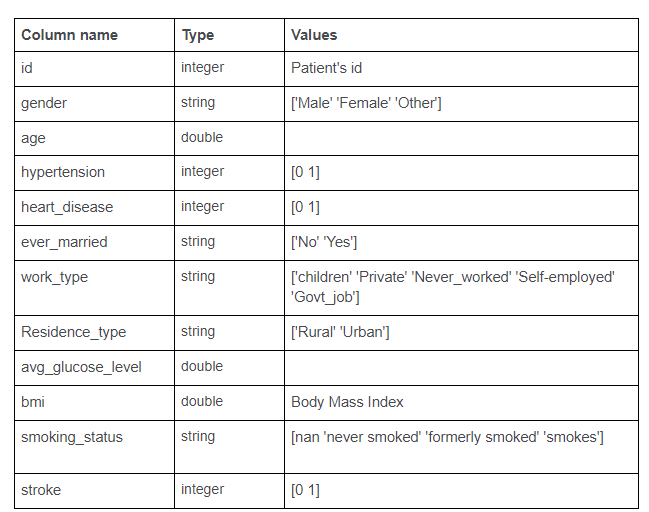 Column name Type Values
id integer Patient's id
gender string ['Male' 'Female' 'Other']
age double
hypertension integer [0 1]
heart_disease integer [0 1]
ever_married string ['No' 'Yes']
work_type string ['children' 'Private' 'Never_worked' 'Self-employed'
'Govt_job']
Residence_type string ['Rural' 'Urban']
avg_glucose_level double
bmi double Body Mass Index
smoking_status string [nan 'never smoked' 'formerly smoked' 'smokes']
stroke integer [0 1]